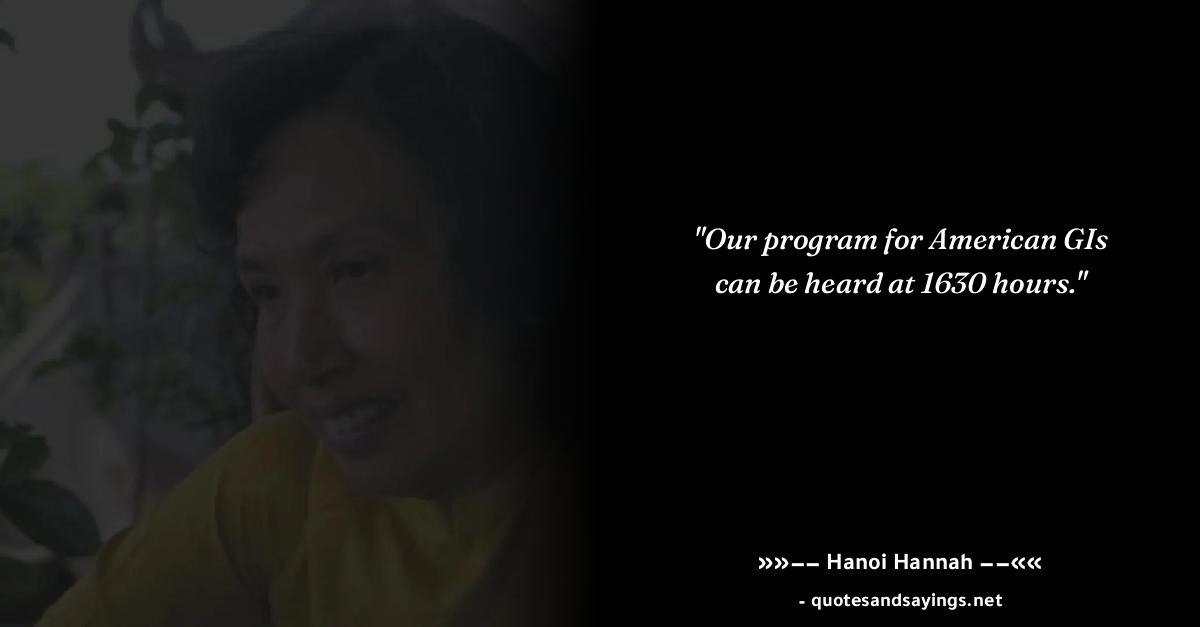 "Our program for American GIs
can be heard at 1630 hours."
»»–– Hanoi Hannah ––««
- quotesandsayings.net